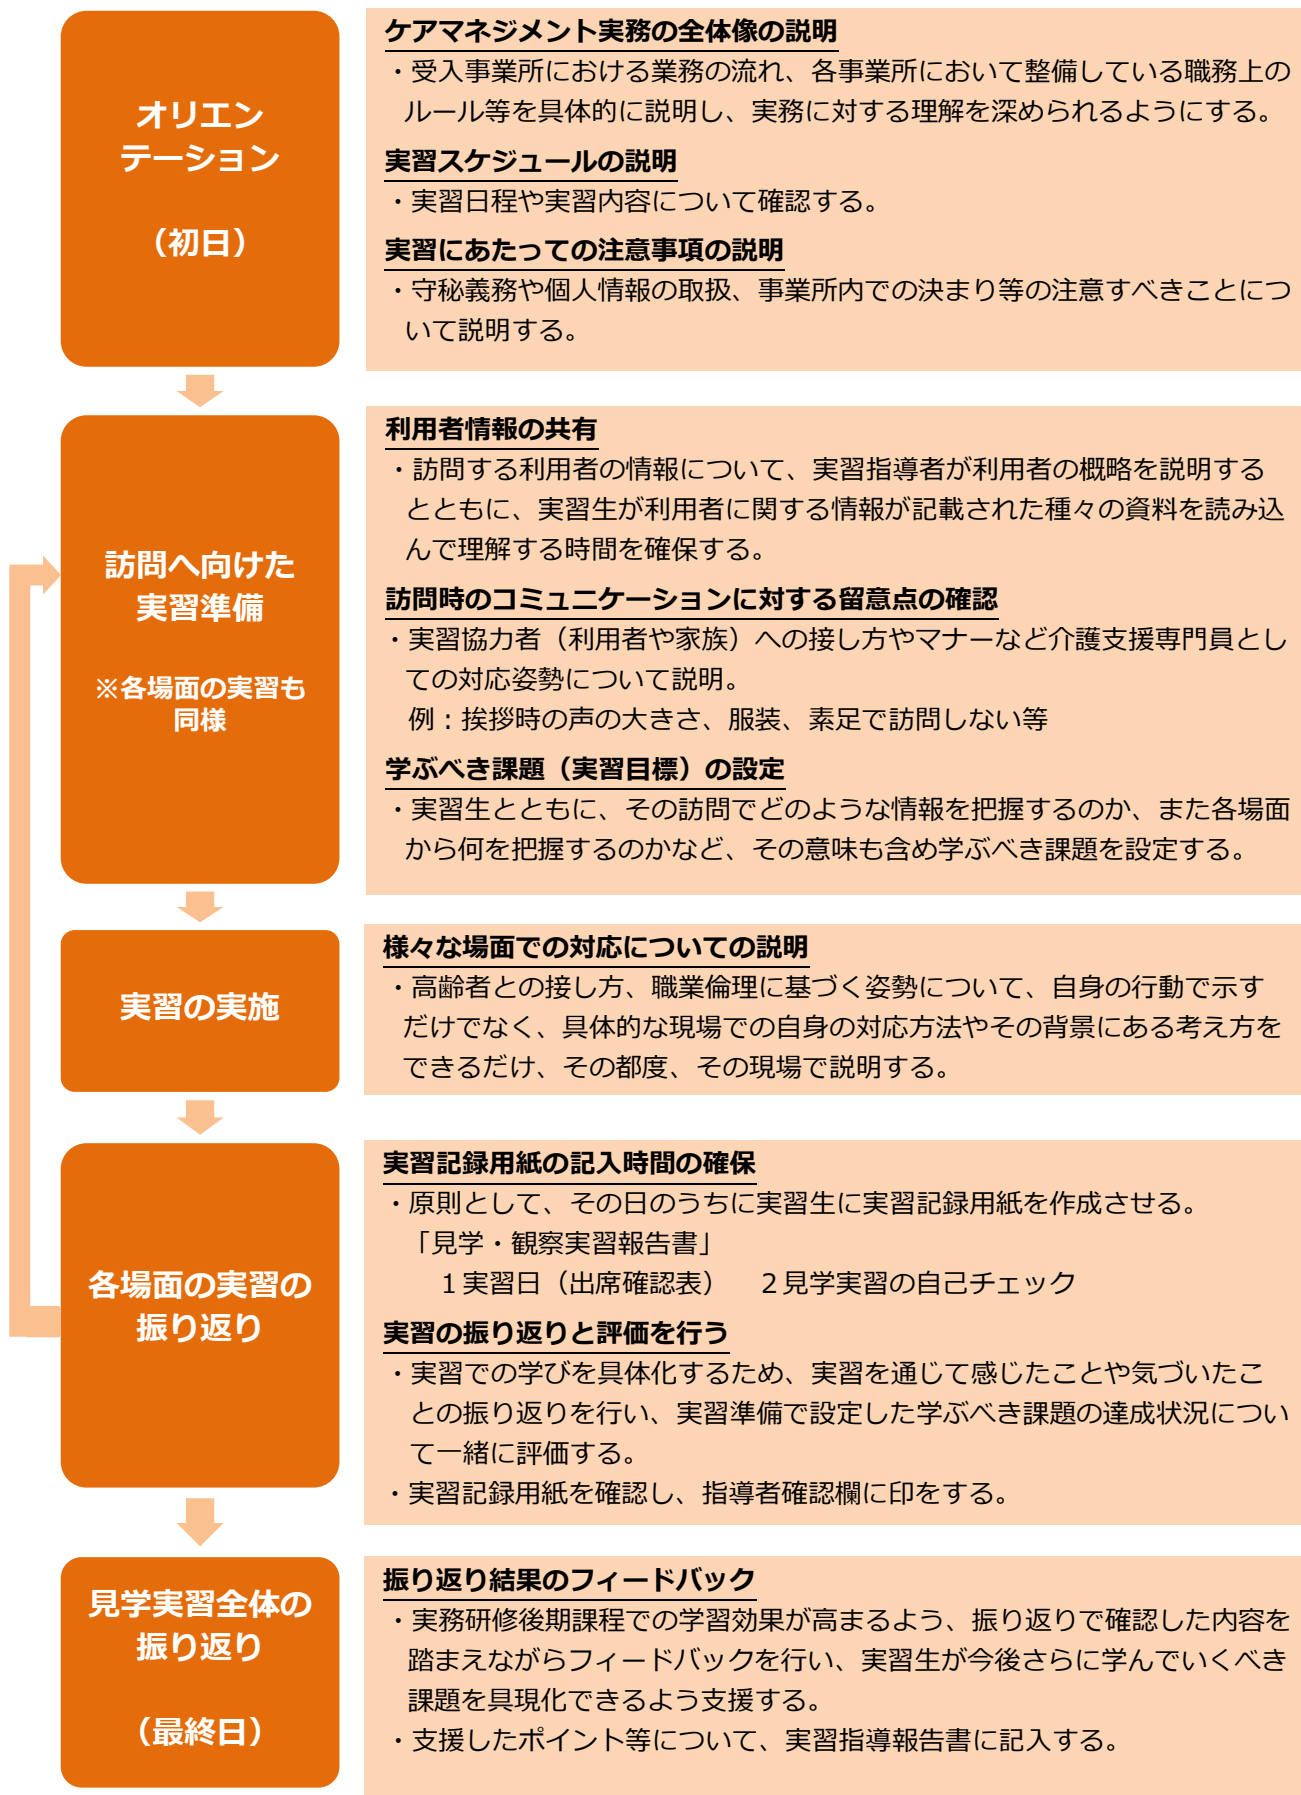 オリエン
テーション
（初日）
ケアマネジメント実務の全体像の説明
・受入事業所における業務の流れ、各事業所において整備している職務上の
ルール等を具体的に説明し、実務に対する理解を深められるようにする。
実習スケジュールの説明
・実習日程や実習内容について確認する。
実習にあたっての注意事項の説明
・守秘義務や個人情報の取扱、事業所内での決まり等の注意すべきことにつ
いて説明する。
訪問へ向けた
実習準備
※各場面の実習も
同様
利用者情報の共有
・訪問する利用者の情報について、実習指導者が利用者の概略を説明する
とともに、実習生が利用者に関する情報が記載された種々の資料を読み込
んで理解する時間を確保する。
訪問時のコミュニケーションに対する留意点の確認
・実習協力者（利用者や家族）への接し方やマナーなど介護支援専門員とし
ての対応姿勢について説明。
例：挨拶時の声の大きさ、服装、素足で訪問しない等
学ぶべき課題（実習目標）の設定
・実習生とともに、その訪問でどのような情報を把握するのか、また各場面
から何を把握するのかなど、その意味も含め学ぶべき課題を設定する。
実習の実施
様々な場面での対応についての説明
・高齢者との接し方、職業倫理に基づく姿勢について、自身の行動で示す
だけでなく、具体的な現場での自身の対応方法やその背景にある考え方を
できるだけ、その都度、その現場で説明する。
各場面の実習の
振り返り
実習記録用紙の記入時間の確保
・原則として、その日のうちに実習生に実習記録用紙を作成させる。
「見学・観察実習報告書」
１実習日（出席確認表）　２見学実習の自己チェック
実習の振り返りと評価を行う
・実習での学びを具体化するため、実習を通じて感じたことや気づいたこ
との振り返りを行い、実習準備で設定した学ぶべき課題の達成状況につい
て一緒に評価する。
・実習記録用紙を確認し、指導者確認欄に印をする。
見学実習全体の
振り返り
（最終日）
振り返り結果のフィードバック
・実務研修後期課程での学習効果が高まるよう、振り返りで確認した内容を
踏まえながらフィードバックを行い、実習生が今後さらに学んでいくべき
課題を具現化できるよう支援する。
・支援したポイント等について、実習指導報告書に記入する。